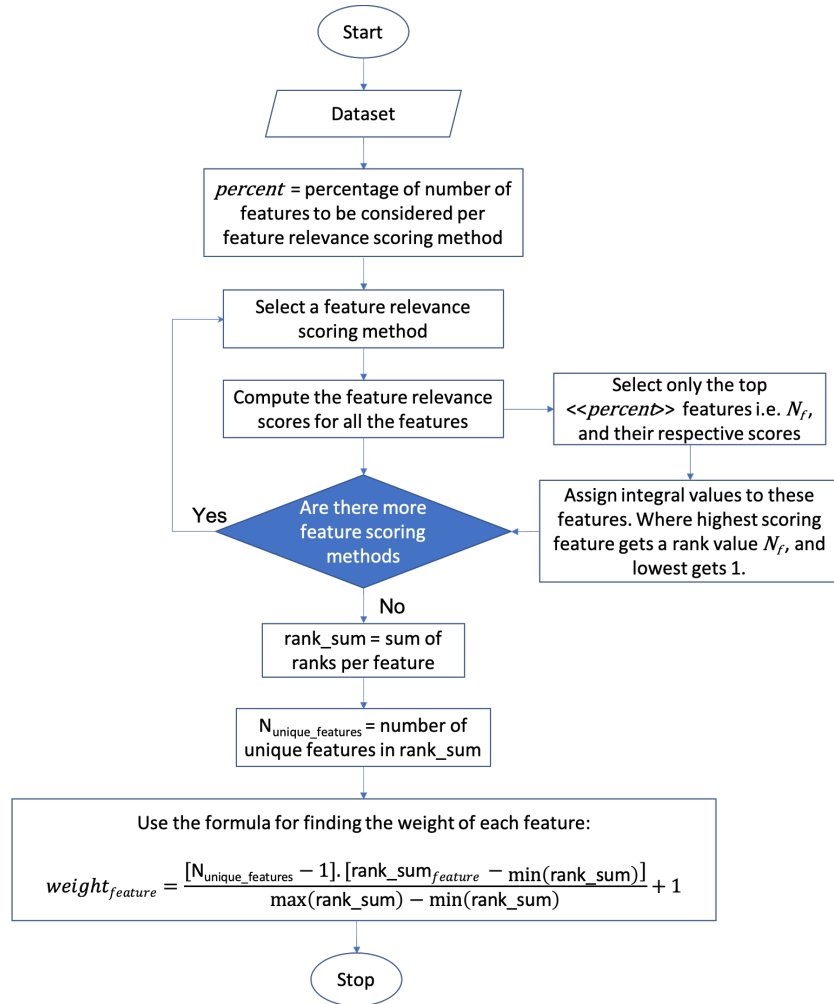 Start
Dataset
percent = percentage of number of
features to be considered per
feature relevance scoring method
Select a feature relevance
scoring method
Compute the feature relevance
scores for all the features
Select only the top
<<percent>> features i.e. N_f,
and their respective scores
Assign integral values to these
features. Where highest scoring
feature gets a rank value N_f, and
lowest gets 1.
Are there more
feature scoring
methods
Yes
No
rank_sum = sum of
ranks per feature
N_unique_features = number of
unique features in rank_sum
Use the formula for finding the weight of each feature:
weight_feature = [N_unique_features − 1]. [rank_sum_feature − min(rank_sum)] / max(rank_sum) − min(rank_sum) + 1
Stop